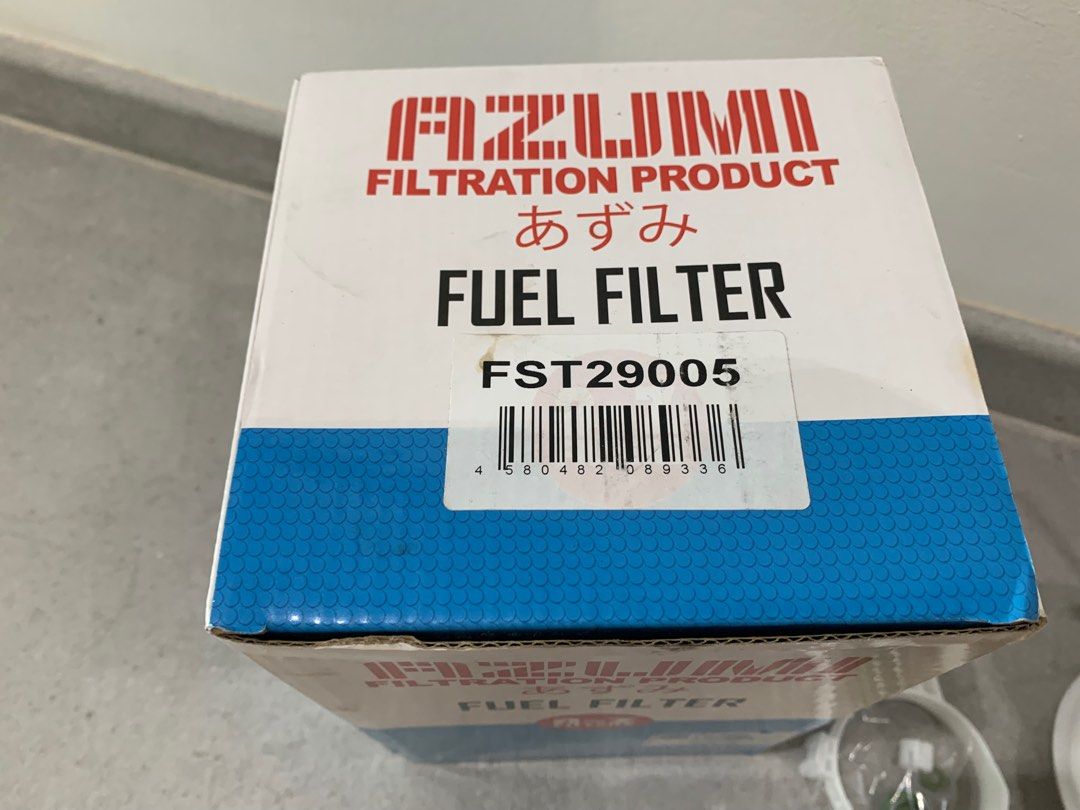 AZUMI
FILTRATION PRODUCT
あずみ
FUEL FILTER
FST29005
4 580482 089336
AZUMI
FILTRATION PRODUCT
あずみ
FUEL FILTER